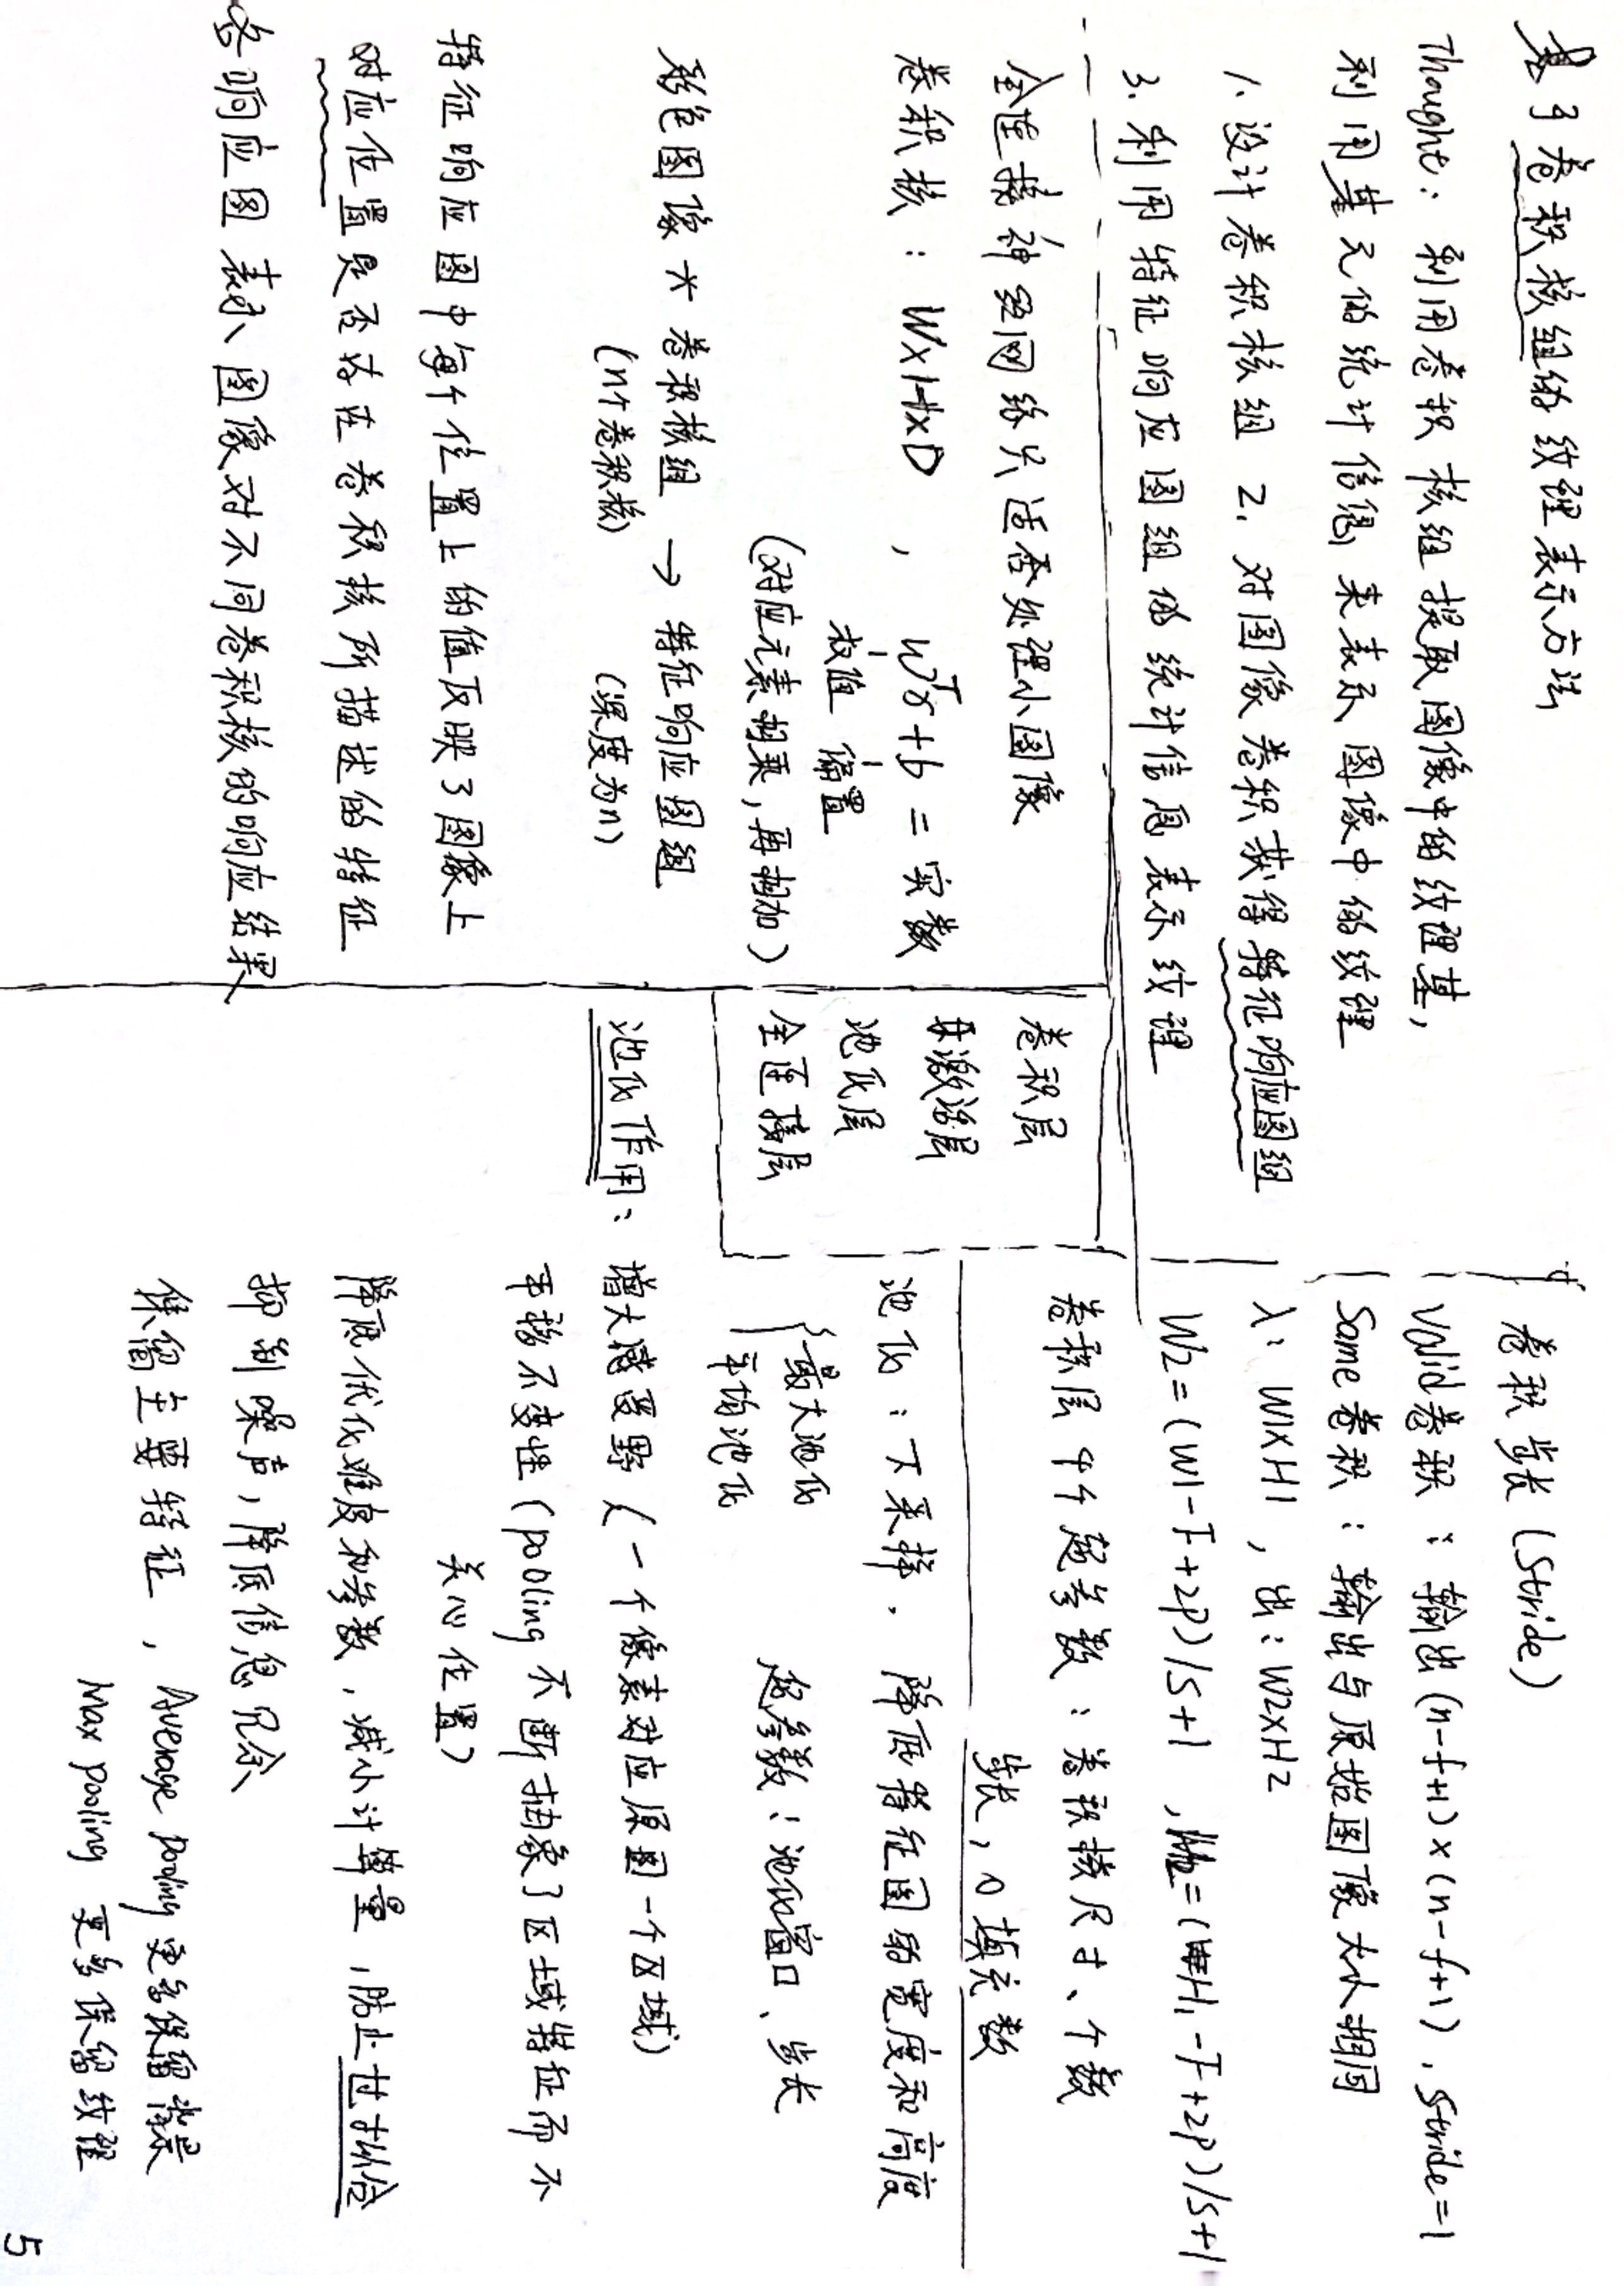 基于卷积核组的纹理表示方法
Thought：利用卷积核组提取图像中的纹理基，
利用基元的统计信息来表示图像中的纹理
1. 设计卷积核组 2. 对图像卷积获得特征响应图组
3. 利用特征响应图组的统计信息表示纹理
全连接神经网络只适合处理小图像
卷积核：W×H×D ， wᵀx+b = 实数
权值 偏置
（对应元素相乘，再相加）
彩色图像 * 卷积核组 → 特征响应图组
（n个卷积核） （深度为n）
特征响应图中每个位置上的值反映了图像上
对应位置是否存在卷积核所描述的特征
各响应图表示图像对不同卷积核的响应结果
卷积层
激活层
池化层
全连接层
卷积步长（Stride）
Valid卷积：输出(n-f+1)×(n-f+1)，Stride=1
Same卷积：输出与原始图像大小相同
入：W1×H1 ，出：W2×H2
W2=(W1-F+2P)/S+1 ，H2=(H1-F+2P)/S+1
卷积层4个超参数：卷积核尺寸、个数
步长，0填充数
池化：下采样． 降低特征图的宽度和高度
最大池化
超参数：池化窗口、步长
平均池化
池化作用：增大感受野（一个像素对应原图一个区域）
平移不变性（pooling不断抽象了区域特征而不
关心位置）
降低优化难度和参数，减小计算量，防止过拟合
抑制噪声，降低信息冗余
保留主要特征，Average pooling更多保留背景
Max pooling 更多保留纹理
5